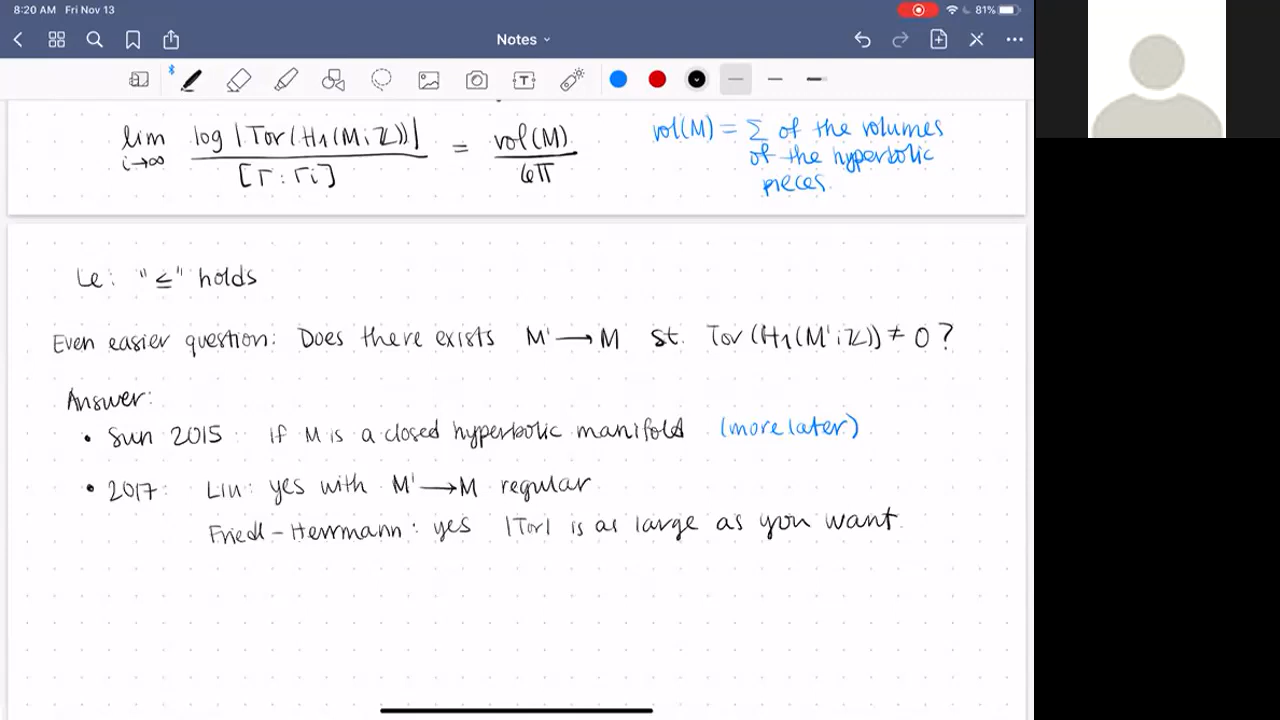 8:20 AM Fri Nov 13
81%
Notes
lim i→∞ log |Tor(H1(M;ℤ))| / [Γ : Γi] = vol(M) / 6π
vol(M) = Σ of the volumes
of the hyperbolic
pieces.
Le: "≤" holds
Even easier question: Does there exists M' → M st. Tor (H1(M';ℤ)) ≠ 0 ?
Answer:
• Sun 2015: If M is a closed hyperbolic manifold (more later)
• 2017: Liu: yes with M' → M regular
Friedl - Herrmann: yes |Tor| is as large as you want.